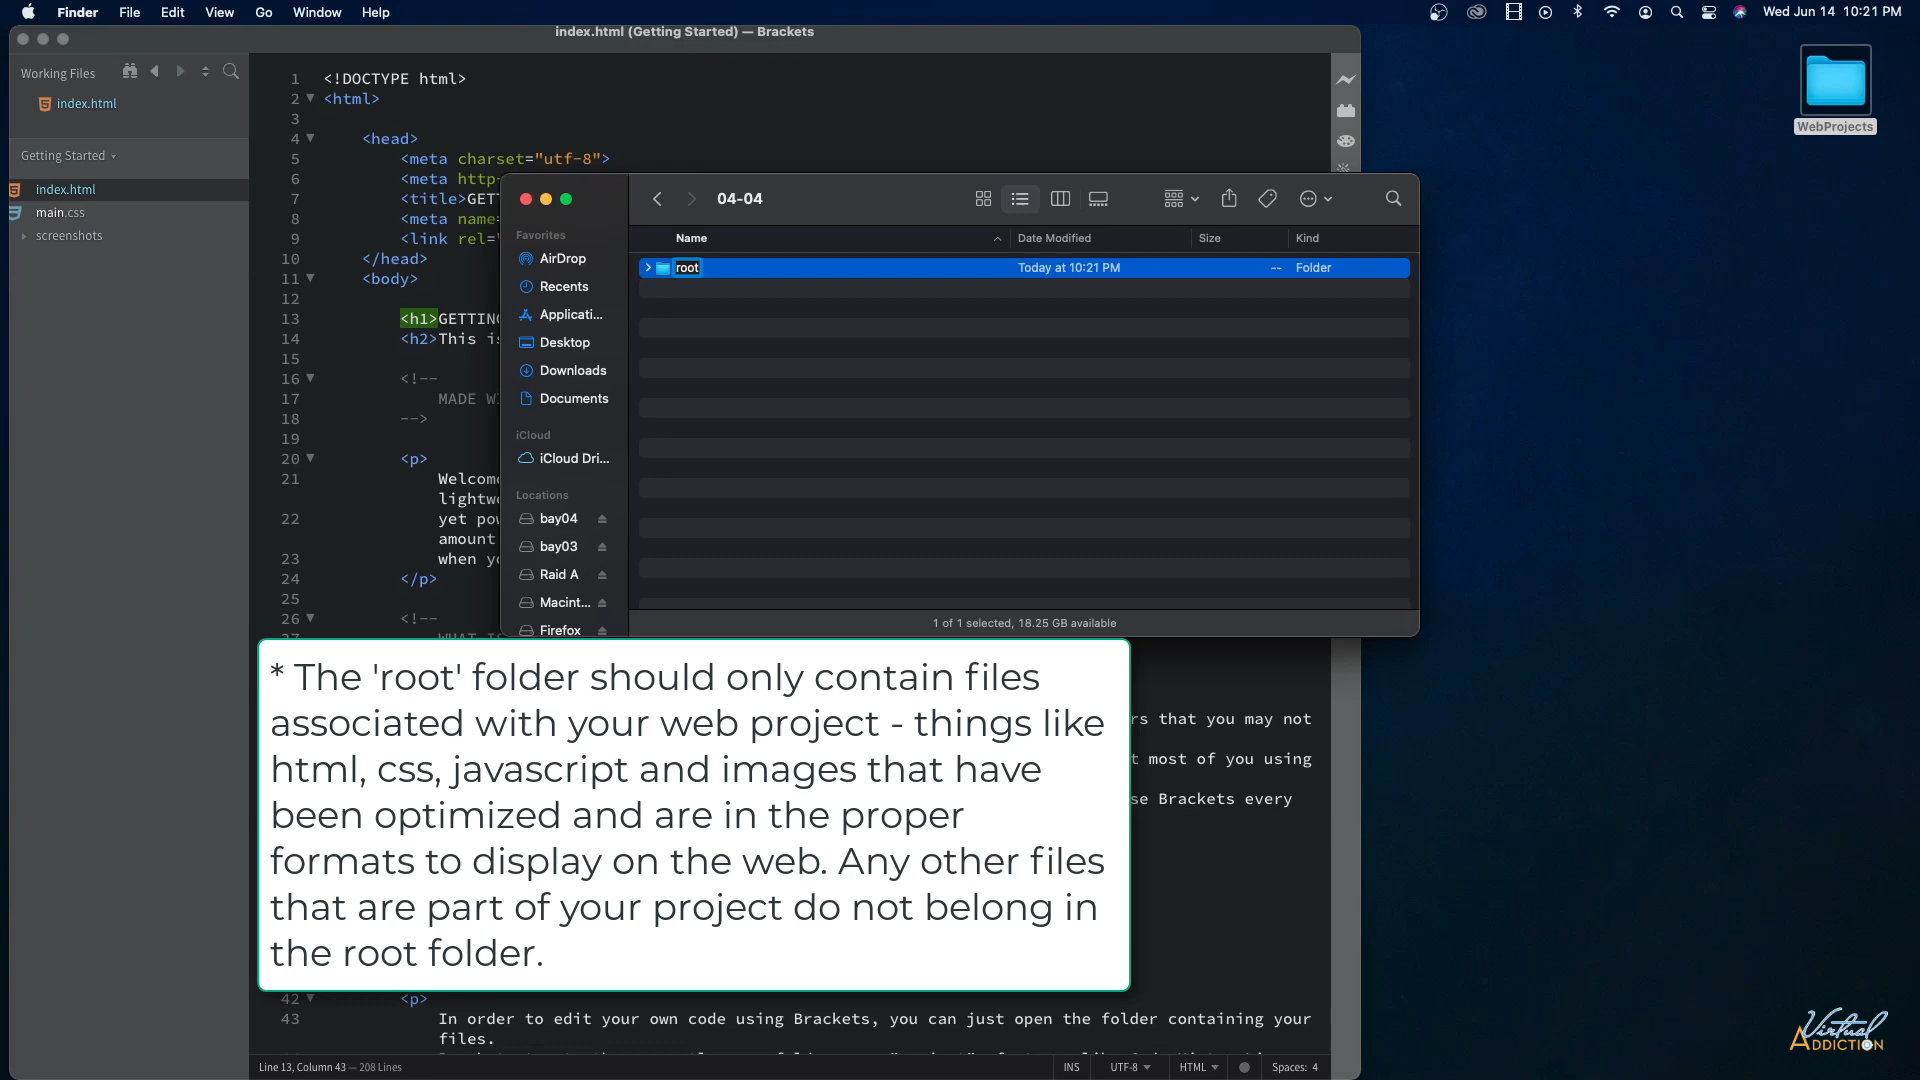 Finder File Edit View Go Window Help
Wed Jun 14 10:21 PM
index.html (Getting Started) — Brackets
Working Files
index.html
Getting Started
index.html
main.css
screenshots
1 <!DOCTYPE html>
2 <html>
3
4 <head>
5 <meta charset="utf-8">
6 <meta http-
7 <title>GET
8 <meta name=
9 <link rel="
10 </head>
11 <body>
12
13 <h1>GETTING
14 <h2>This is
15
16 <!--
17 MADE W
18 -->
19
20 <p>
21 Welcome
lightwe
22 yet pow
amount
23 when yo
24 </p>
25
26 <!--
27 WHAT IS
04-04
Favorites
AirDrop
Recents
Applicati...
Desktop
Downloads
Documents
iCloud
iCloud Dri...
Locations
bay04
bay03
Raid A
Macint...
Firefox
Name Date Modified Size Kind
root Today at 10:21 PM -- Folder
1 of 1 selected, 18.25 GB available
WebProjects
* The 'root' folder should only contain files
associated with your web project - things like
html, css, javascript and images that have
been optimized and are in the proper
formats to display on the web. Any other files
that are part of your project do not belong in
the root folder.
rs that you may not
t most of you using
se Brackets every
42 <p>
43 In order to edit your own code using Brackets, you can just open the folder containing your
files.
Line 13, Column 43 — 208 Lines
INS UTF-8 HTML Spaces: 4
Virtual
ADDICTION